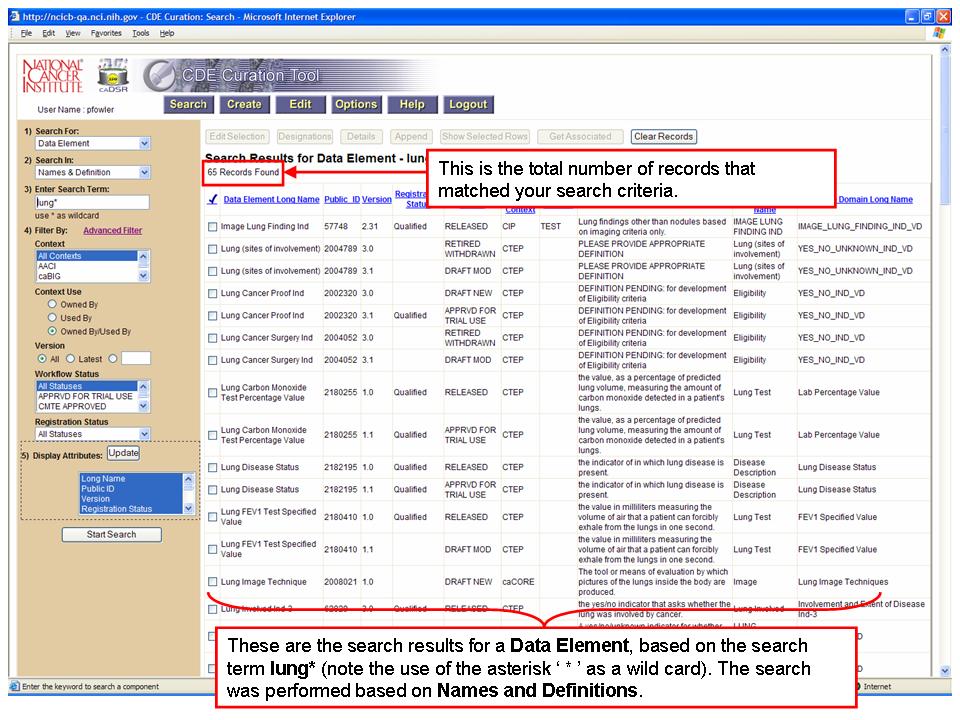 http://ncicb-qa.nci.nih.gov - CDE Curation: Search - Microsoft Internet Explorer
File Edit View Favorites Tools Help
NATIONAL
CANCER
INSTITUTE
caDSR
CDE Curation Tool
User Name : pfowler
Search Create Edit Options Help Logout
1) Search For:
Data Element
2) Search In:
Names & Definition
3) Enter Search Term:
lung*
use * as wildcard
4) Filter By: Advanced Filter
Context
All Contexts
AACI
caBIG
Context Use
Owned By
Used By
Owned By/Used By
Version
All Latest
Workflow Status
All Statuses
APPRVD FOR TRIAL USE
CMTE APPROVED
Registration Status
All Statuses
5) Display Attributes: Update
Long Name
Public ID
Version
Registration Status
Start Search
Edit Selection Designations Details Append Show Selected Rows Get Associated Clear Records
Search Results for Data Element - lung
65 Records Found
This is the total number of records that
matched your search criteria.
Data Element Long Name Public_ID Version Registra Status Context Name Domain Long Name
Image Lung Finding Ind 57748 2.31 Qualified RELEASED CIP TEST Lung findings other than nodules based on imaging criteria only. IMAGE LUNG FINDING IND IMAGE_LUNG_FINDING_IND_VD
Lung (sites of involvement) 2004789 3.0 RETIRED WITHDRAWN CTEP PLEASE PROVIDE APPROPRIATE DEFINITION Lung (sites of involvement) YES_NO_UNKNOWN_IND_VD
Lung (sites of involvement) 2004789 3.1 DRAFT MOD CTEP PLEASE PROVIDE APPROPRIATE DEFINITION Lung (sites of involvement) YES_NO_UNKNOWN_IND_VD
Lung Cancer Proof Ind 2002320 3.0 DRAFT NEW CTEP DEFINITION PENDING: for development of Eligibility criteria Eligibility YES_NO_IND_VD
Lung Cancer Proof Ind 2002320 3.1 Qualified APPRVD FOR TRIAL USE CTEP DEFINITION PENDING: for development of Eligibility criteria Eligibility YES_NO_IND_VD
Lung Cancer Surgery Ind 2004052 3.0 RETIRED WITHDRAWN CTEP DEFINITION PENDING: for development of Eligibility criteria Eligibility YES_NO_IND_VD
Lung Cancer Surgery Ind 2004052 3.1 DRAFT MOD CTEP DEFINITION PENDING: for development of Eligibility criteria Eligibility YES_NO_IND_VD
Lung Carbon Monoxide Test Percentage Value 2180255 1.0 Qualified RELEASED CTEP the value, as a percentage of predicted lung volume, measuring the amount of carbon monoxide detected in a patient's lungs. Lung Test Lab Percentage Value
Lung Carbon Monoxide Test Percentage Value 2180255 1.1 Qualified APPRVD FOR TRIAL USE CTEP the value, as a percentage of predicted lung volume, measuring the amount of carbon monoxide detected in a patient's lungs. Lung Test Lab Percentage Value
Lung Disease Status 2182195 1.0 Qualified RELEASED CTEP the indicator of in which lung disease is present. Disease Description Lung Disease Status
Lung Disease Status 2182195 1.1 Qualified APPRVD FOR TRIAL USE CTEP the indicator of in which lung disease is present. Disease Description Lung Disease Status
Lung FEV1 Test Specified Value 2180410 1.0 Qualified RELEASED CTEP the value in milliliters measuring the volume of air that a patient can forcibly exhale from the lungs in one second. Lung Test FEV1 Specified Value
Lung FEV1 Test Specified Value 2180410 1.1 DRAFT MOD CTEP the value in milliliters measuring the volume of air that a patient can forcibly exhale from the lungs in one second. Lung Test FEV1 Specified Value
Lung Image Technique 2008021 1.0 DRAFT NEW caCORE The tool or means of evaluation by which pictures of the lungs inside the body are produced. Image Lung Image Techniques
Lung Involved Ind-3 3.0 Qualified RELEASED CTEP the yes/no indicator that asks whether the lung was involved by cancer. Lung Involved Involvement and Extent of Disease Ind-3
These are the search results for a Data Element, based on the search
term lung* (note the use of the asterisk ‘ * ’ as a wild card). The search
was performed based on Names and Definitions.
Enter the keyword to search a component Internet